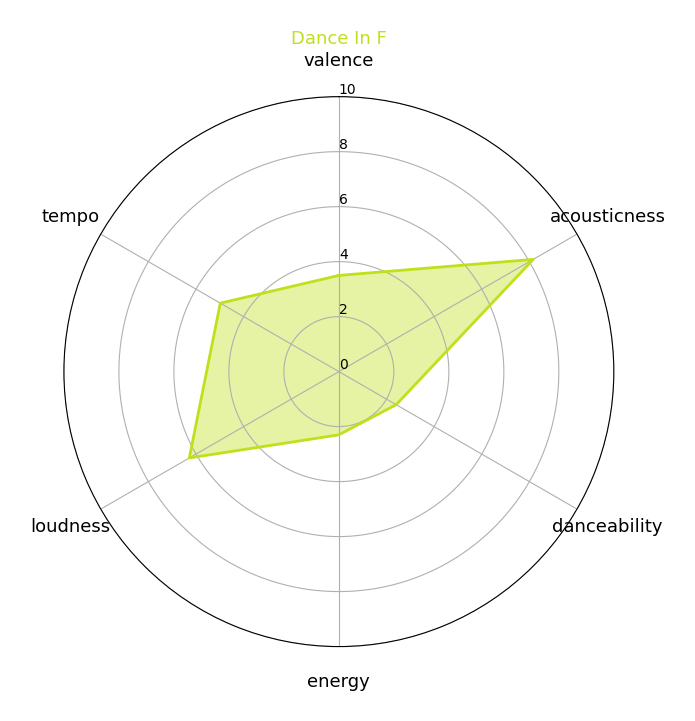 Dance In F
valence
10
8
tempo
acousticness
6
4
2
0
loudness
danceability
energy